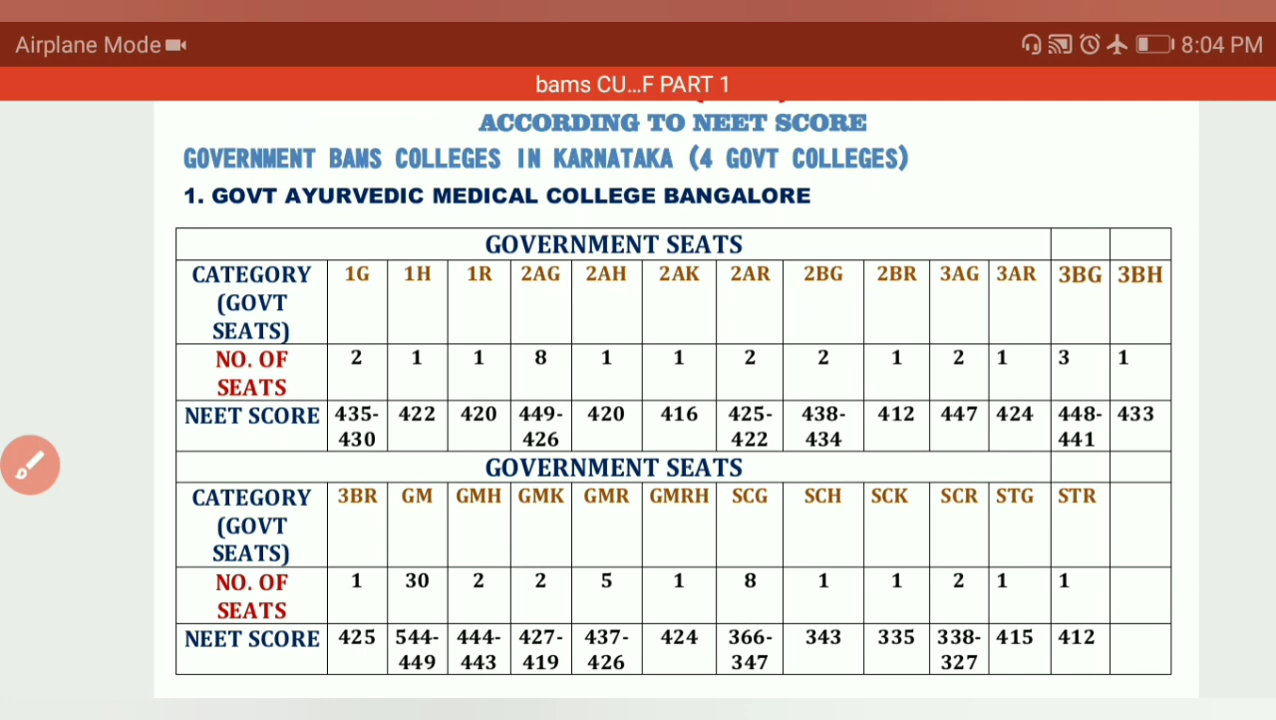 Airplane Mode
8:04 PM
bams CU...F PART 1
ACCORDING TO NEET SCORE
GOVERNMENT BAMS COLLEGES IN KARNATAKA (4 GOVT COLLEGES)
1. GOVT AYURVEDIC MEDICAL COLLEGE BANGALORE
GOVERNMENT SEATS
CATEGORY 1G 1H 1R 2AG 2AH 2AK 2AR 2BG 2BR 3AG 3AR 3BG 3BH
(GOVT
SEATS)
NO. OF 2 1 1 8 1 1 2 2 1 2 1 3 1
SEATS
NEET SCORE 435- 422 420 449- 420 416 425- 438- 412 447 424 448- 433
430 426 422 434 441
GOVERNMENT SEATS
CATEGORY 3BR GM GMH GMK GMR GMRH SCG SCH SCK SCR STG STR
(GOVT
SEATS)
NO. OF 1 30 2 2 5 1 8 1 1 2 1 1
SEATS
NEET SCORE 425 544- 444- 427- 437- 424 366- 343 335 338- 415 412
449 443 419 426 347 327